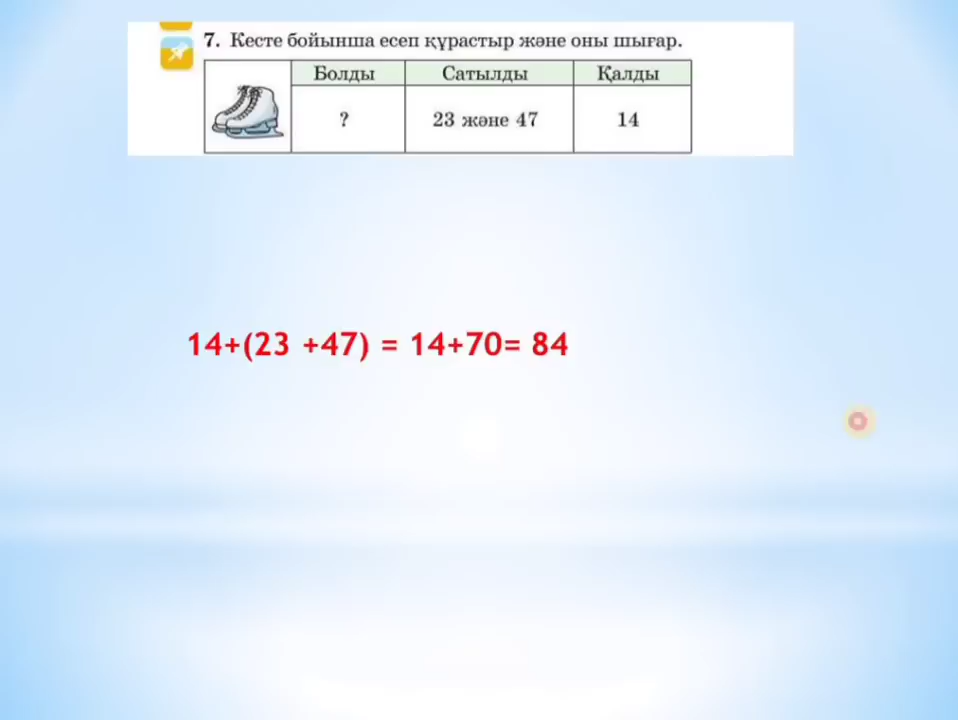 7. Кесте бойынша есеп құрастыр және оны шығар.
Болды Сатылды Қалды
? 23 және 47 14
14+(23 +47) = 14+70= 84